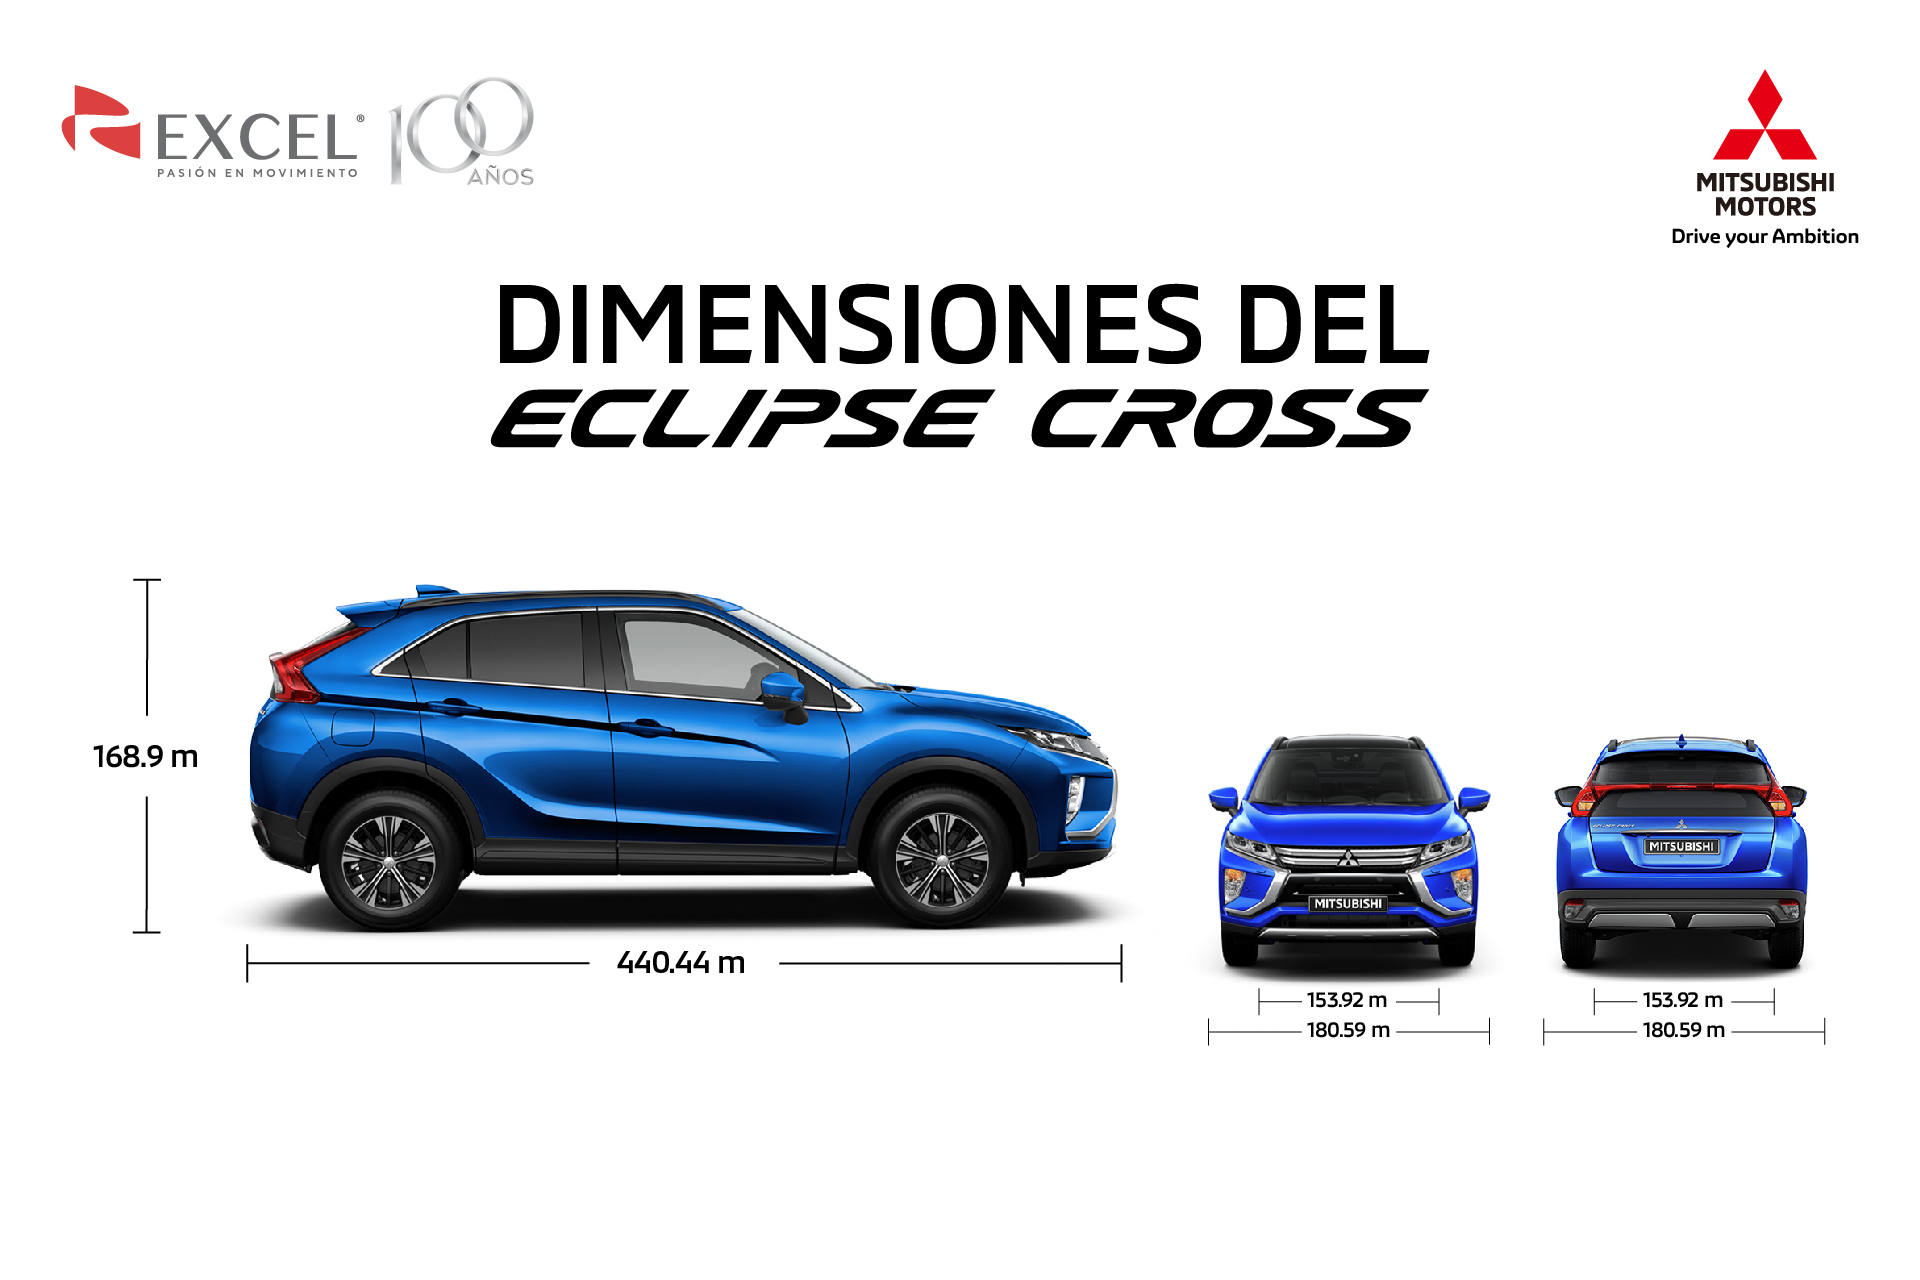 EXCEL®
PASIÓN EN MOVIMIENTO
100
AÑOS
MITSUBISHI
MOTORS
Drive your Ambition
DIMENSIONES DEL
ECLIPSE CROSS
168.9 m
440.44 m
MITSUBISHI
153.92 m
180.59 m
MITSUBISHI
153.92 m
180.59 m